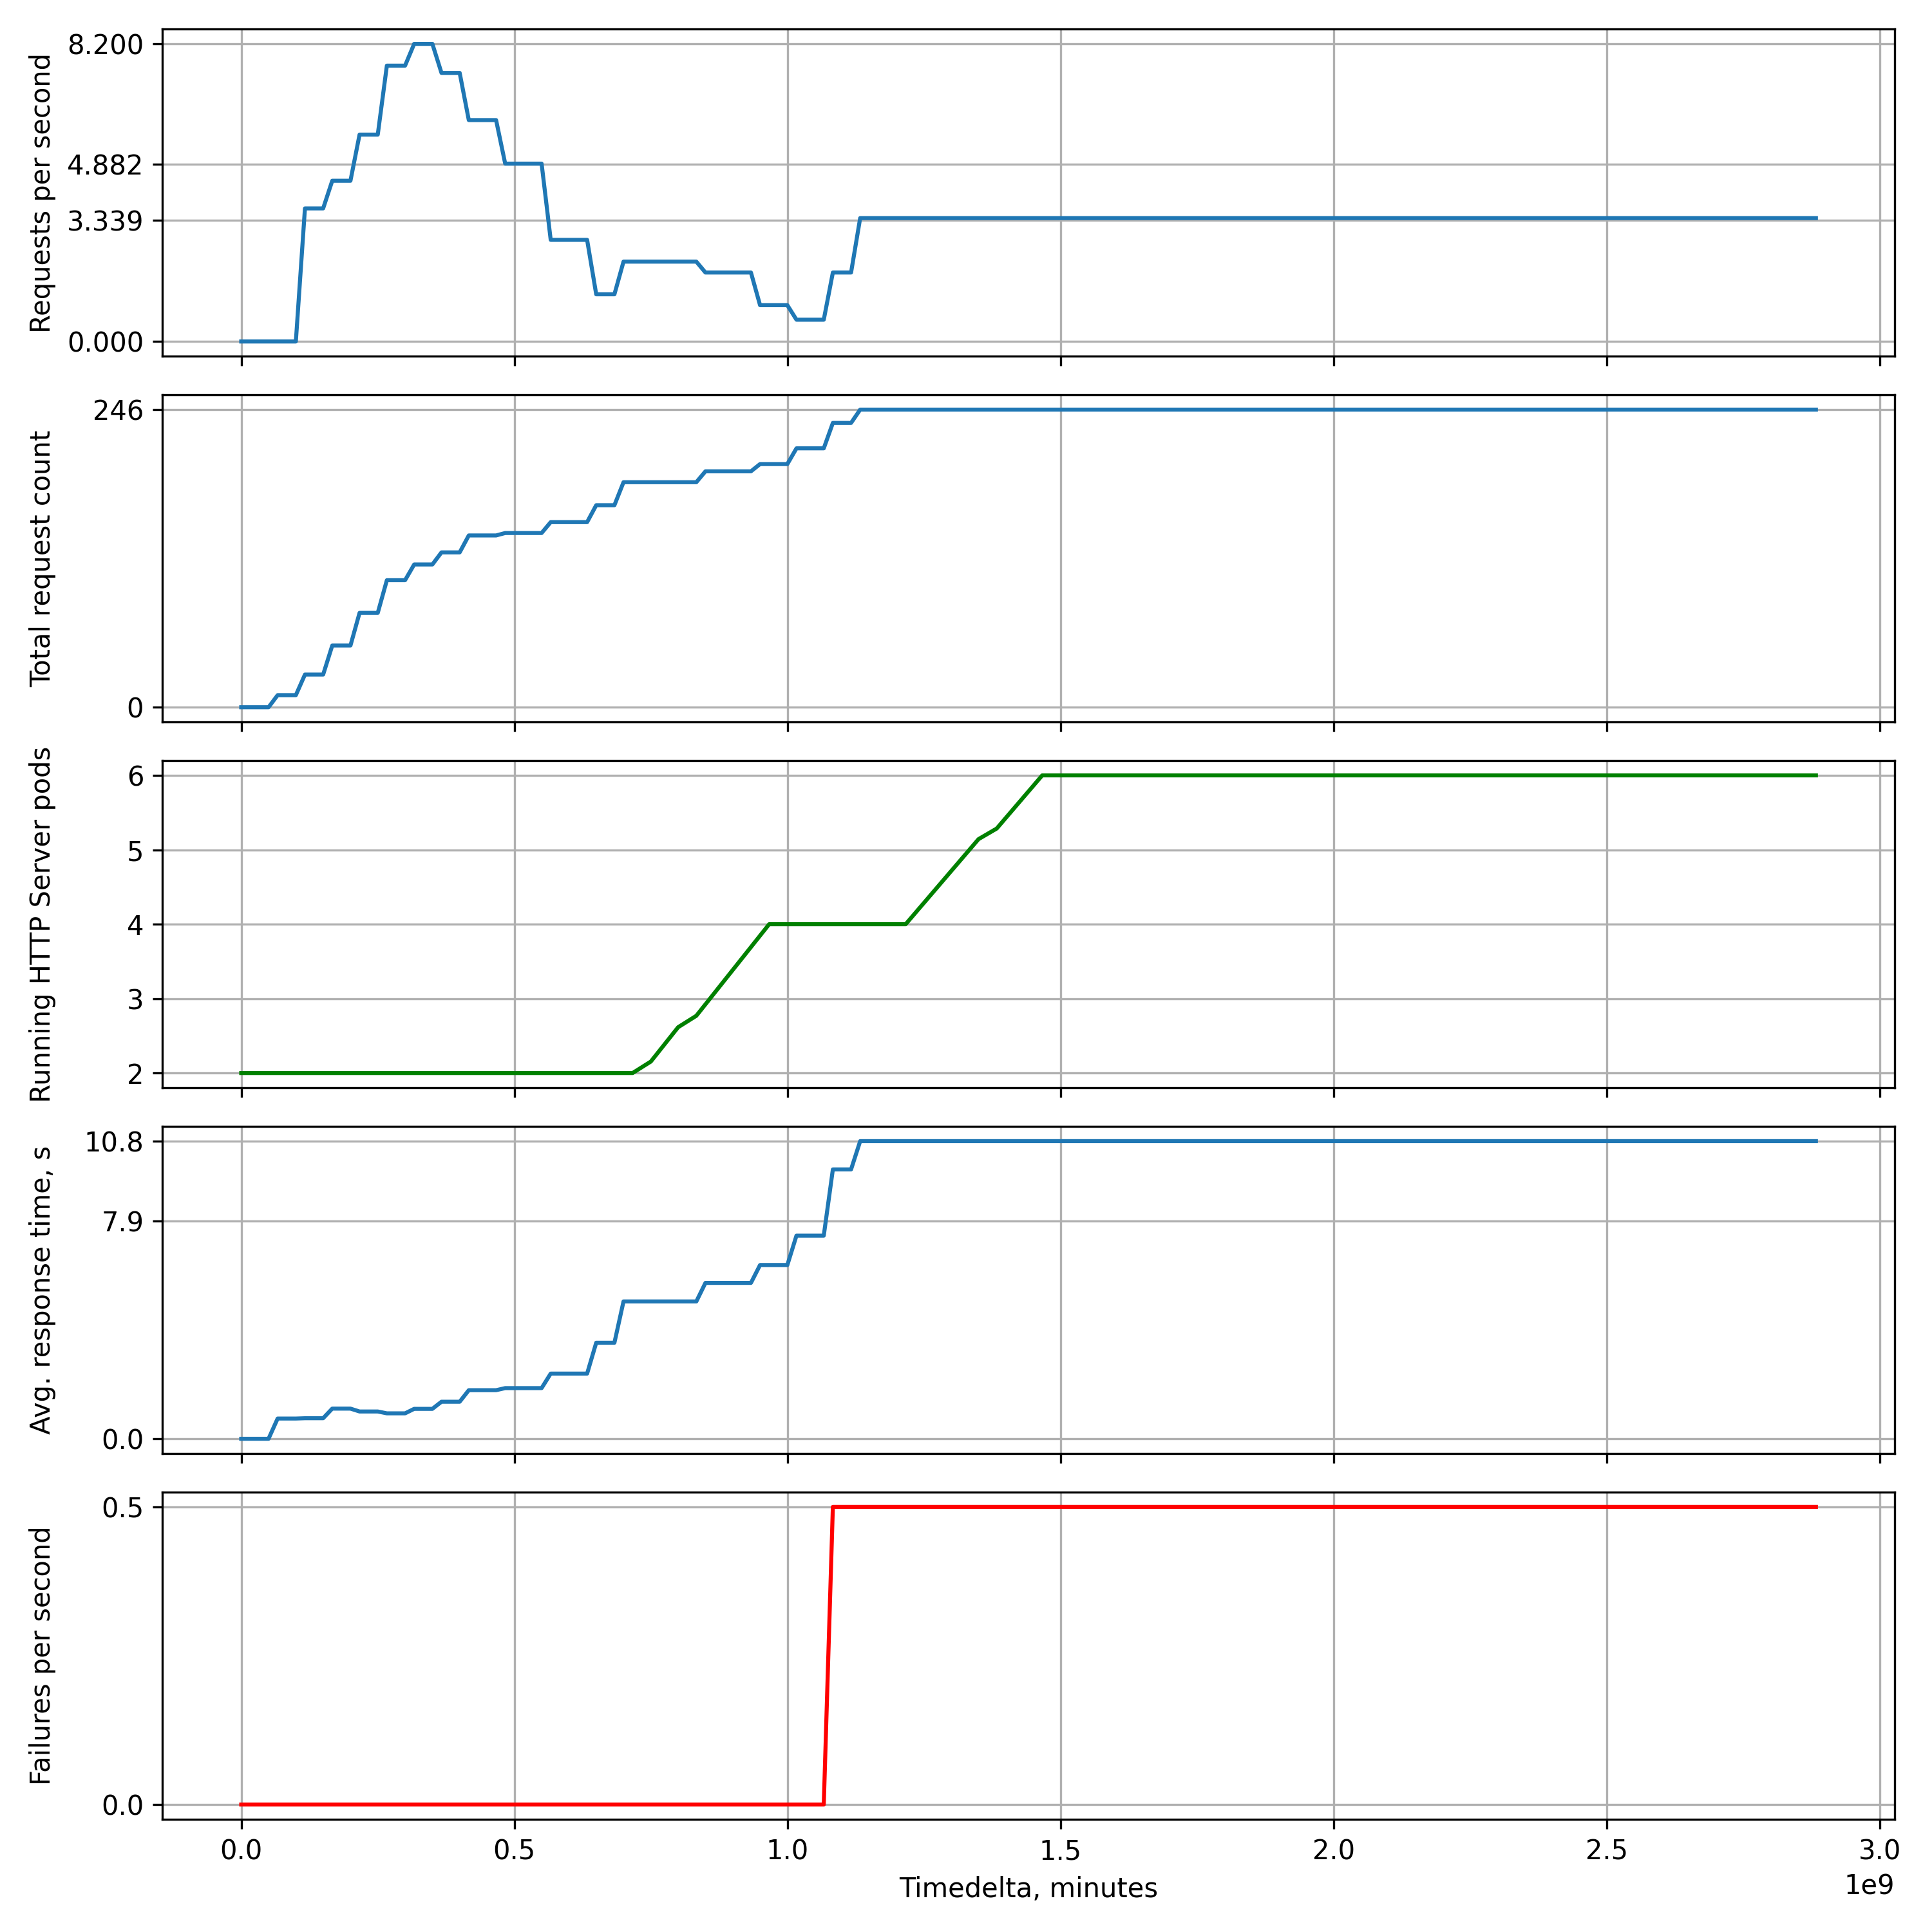 Requests per second
8.200
4.882
3.339
0.000
Total request count
246
0
Running HTTP Server pods
6
5
4
3
2
Avg. response time, s
10.8
7.9
0.0
Failures per second
0.5
0.0
0.0 0.5 1.0 1.5 2.0 2.5 3.0
1e9
Timedelta, minutes